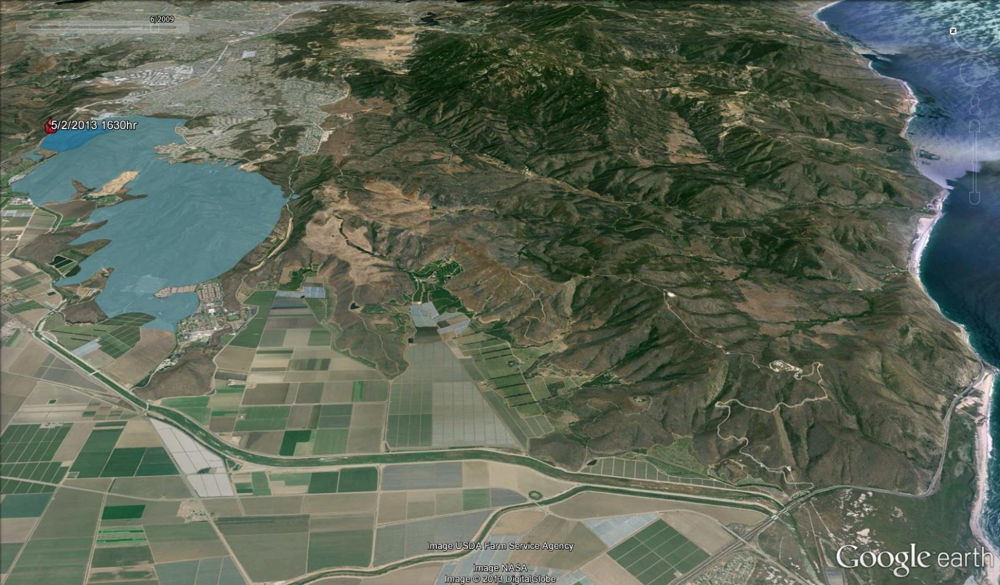 6/2009
5/2/2013 1630hr
N
Image USDA Farm Service Agency
Image NASA
Image © 2013 DigitalGlobe
Google earth